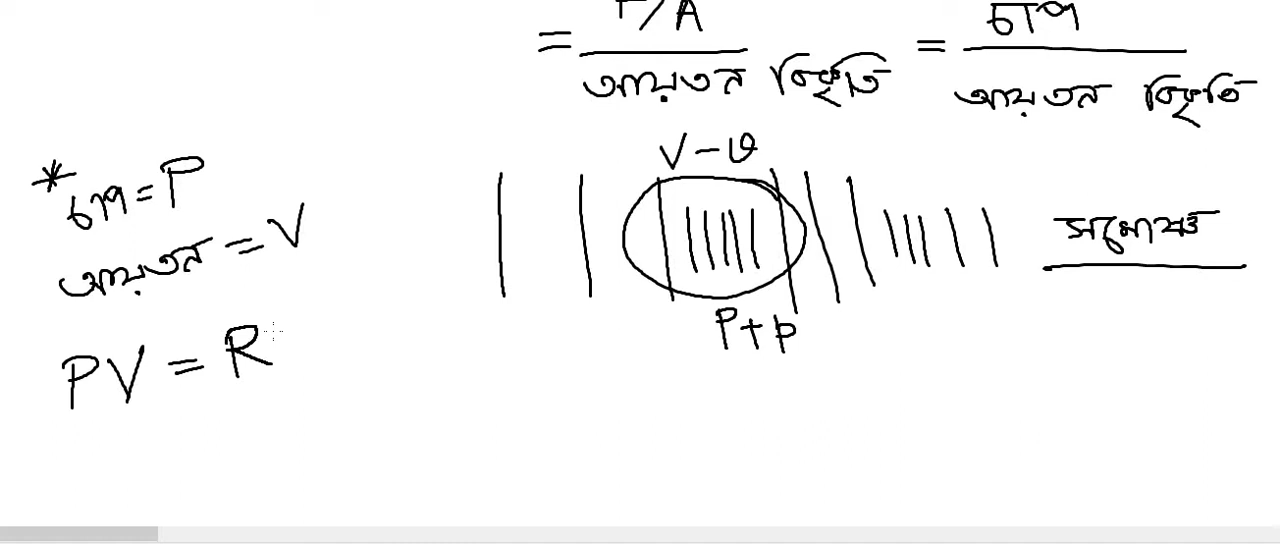 = F/A / আয়তন বিকৃতি = চাপ / আয়তন বিকৃতি
V-v
*চাপ = P
আয়তন = V
সমোষ্ণ
P+p
PV = R